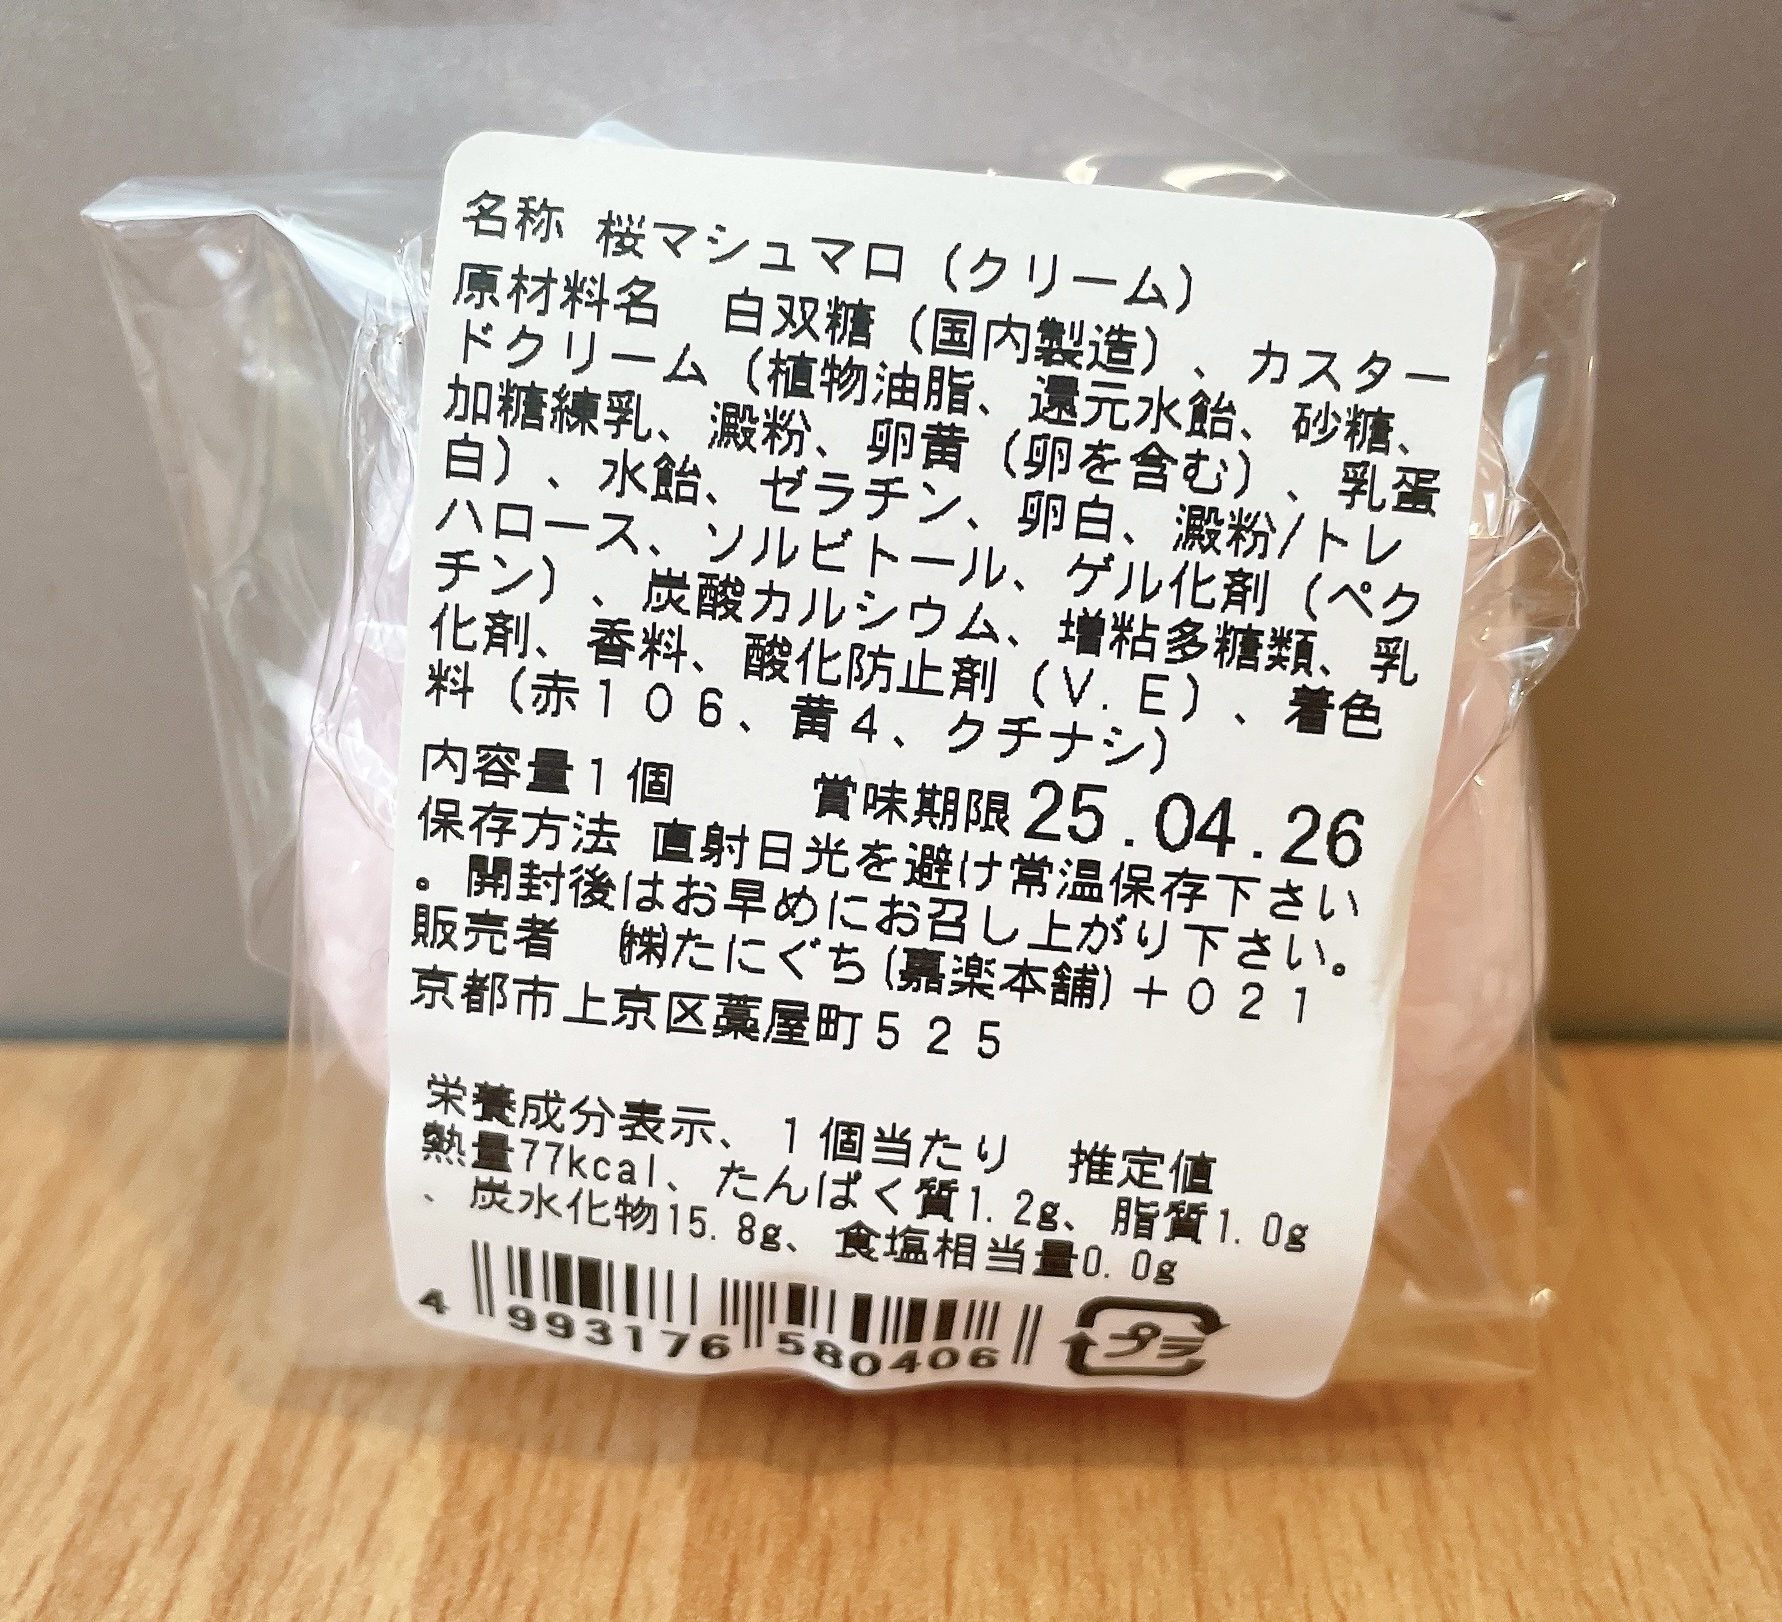 名称 桜マシュマロ（クリーム）
原材料名　白双糖（国内製造）、カスター
ドクリーム（植物油脂、還元水飴、砂糖、
加糖練乳、澱粉、卵黄（卵を含む）、乳蛋
白）、水飴、ゼラチン、卵白、澱粉/トレ
ハロース、ソルビトール、ゲル化剤（ペク
チン）、炭酸カルシウム、増粘多糖類、乳
化剤、香料、酸化防止剤（V.E）、着色
料（赤１０６、黄４、クチナシ）
内容量１個　賞味期限 25.04.26
保存方法 直射日光を避け常温保存下さい
。開封後はお早めにお召し上がり下さい。
販売者　㈱たにぐち(嘉楽本舗)＋０２１
京都市上京区藁屋町５２５
栄養成分表示、１個当たり　推定値
熱量77kcal、たんぱく質1.2g、脂質1.0g
、炭水化物15.8g、食塩相当量0.0g
4 993176 580406
プラ